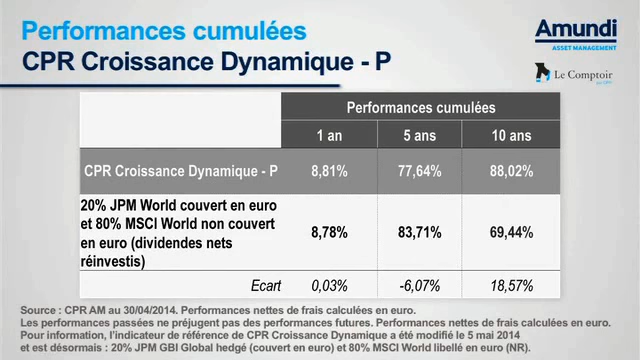 Performances cumulées
CPR Croissance Dynamique - P
Amundi
ASSET MANAGEMENT
Le Comptoir
Performances cumulées
1 an 5 ans 10 ans
CPR Croissance Dynamique - P 8,81% 77,64% 88,02%
20% JPM World couvert en euro
et 80% MSCI World non couvert
en euro (dividendes nets
réinvestis)
8,78% 83,71% 69,44%
Ecart 0,03% -6,07% 18,57%
Source : CPR AM au 30/04/2014. Performances nettes de frais calculées en euro.
Les performances passées ne préjugent pas des performances futures. Performances nettes de frais calculées en euro.
Pour information, l'indicateur de référence de CPR Croissance Dynamique a été modifié le 5 mai 2014
et est désormais : 20% JPM GBI Global hedgé (couvert en euro) et 80% MSCI World libellé en euro (NR).